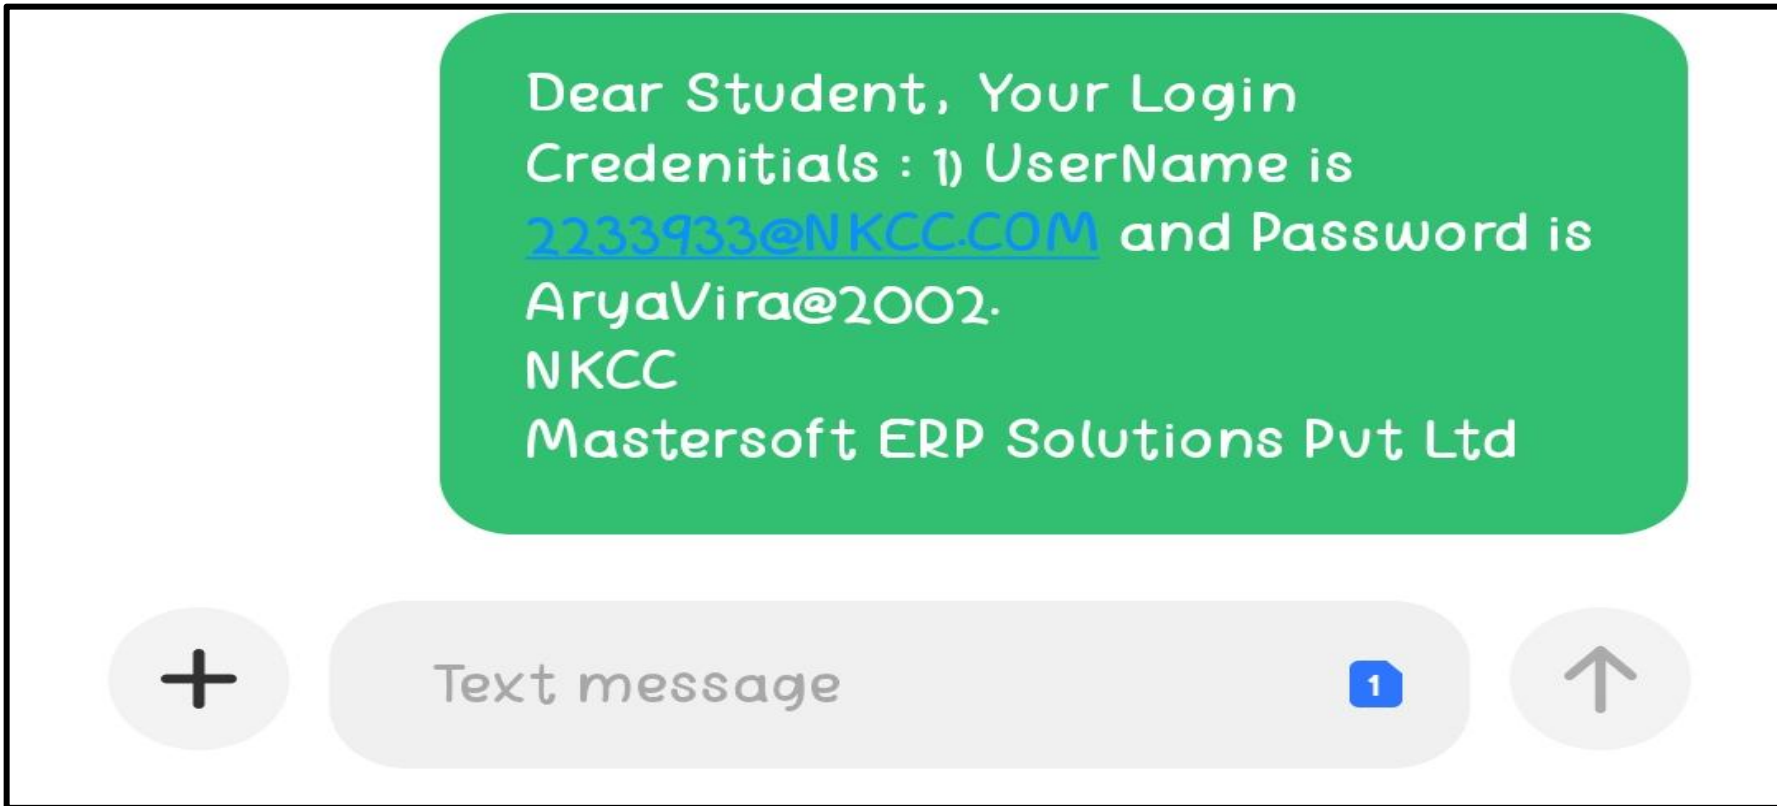 Dear Student, Your Login
Credenitials : 1) UserName is
2233933@NKCC.COM and Password is
AryaVira@2002.
NKCC
Mastersoft ERP Solutions Pvt Ltd
Text message
1